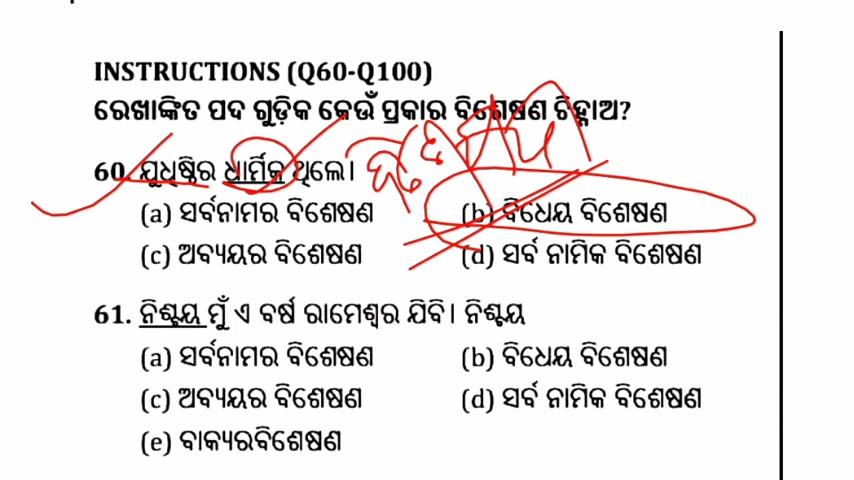 INSTRUCTIONS (Q60-Q100)
ରେଖାଙ୍କିତ ପଦ ଗୁଡ଼ିକ କେଉଁ ପ୍ରକାର ବିଶେଷଣ ଚିହ୍ନାଅ?
60. ଯୁଧିଷ୍ଠିର ଧାର୍ମିକ ଥିଲେ।
(a) ସର୍ବନାମର ବିଶେଷଣ (b) ବିଧେୟ ବିଶେଷଣ
(c) ଅବ୍ୟୟର ବିଶେଷଣ (d) ସର୍ବ ନାମିକ ବିଶେଷଣ
61. ନିଶ୍ଚୟ ମୁଁ ଏ ବର୍ଷ ରାମେଶ୍ୱର ଯିବି। ନିଶ୍ଚୟ
(a) ସର୍ବନାମର ବିଶେଷଣ (b) ବିଧେୟ ବିଶେଷଣ
(c) ଅବ୍ୟୟର ବିଶେଷଣ (d) ସର୍ବ ନାମିକ ବିଶେଷଣ
(e) ବାକ୍ୟରବିଶେଷଣ